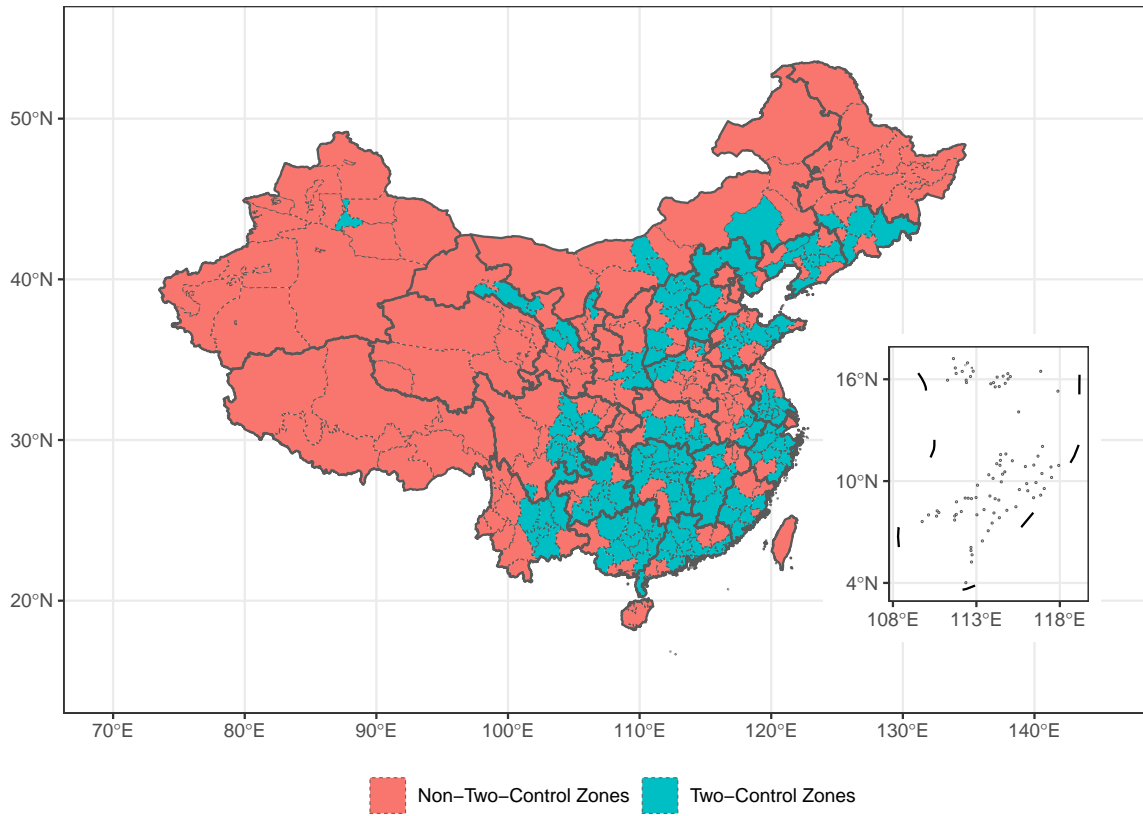 50°N
40°N
30°N
20°N
16°N
10°N
4°N
108°E 113°E 118°E
70°E 80°E 90°E 100°E 110°E 120°E 130°E 140°E
Non−Two−Control Zones Two−Control Zones